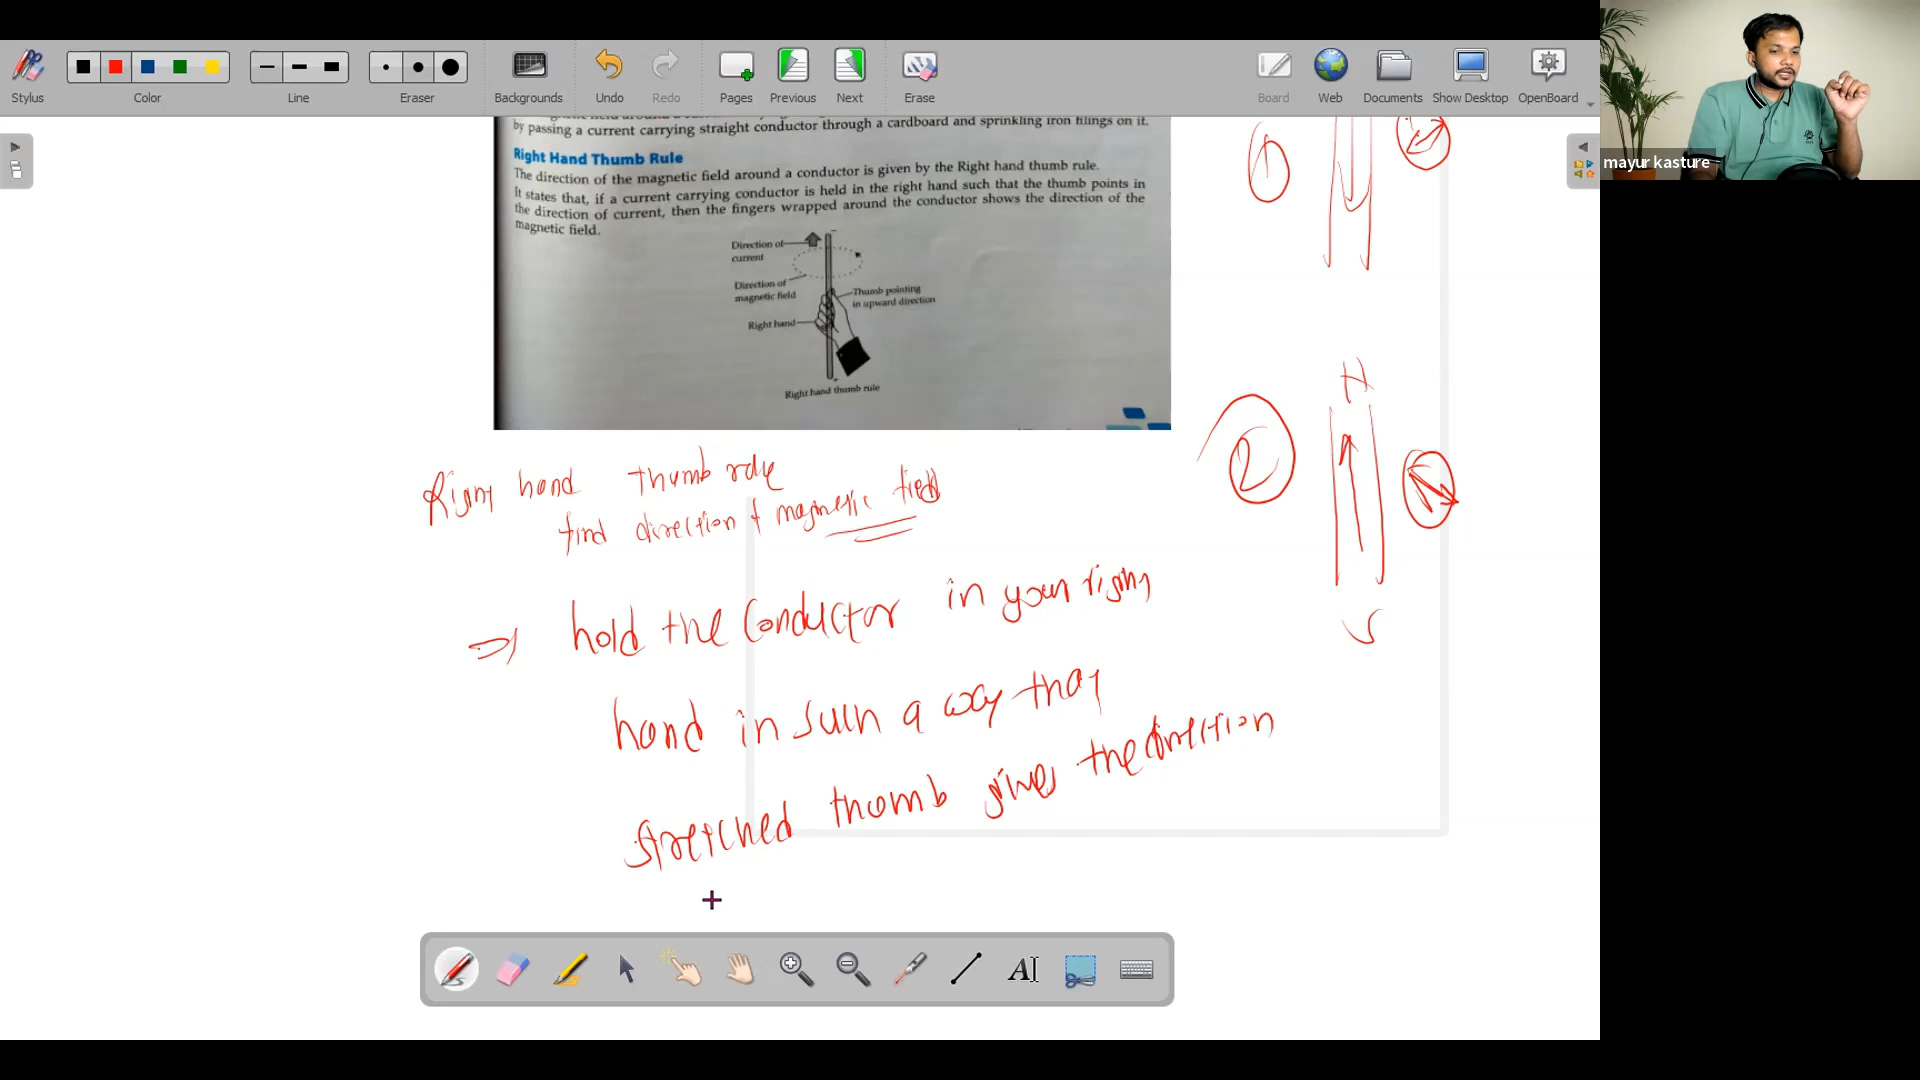 Stylus
Color
Line
Eraser
Backgrounds
Undo
Redo
Pages
Previous
Next
Erase
Board
Web
Documents
Show Desktop
OpenBoard
mayur kasture
by passing a current carrying straight conductor through a cardboard and sprinkling iron filings on it.
Right Hand Thumb Rule
The direction of the magnetic field around a conductor is given by the Right hand thumb rule.
It states that, if a current carrying conductor is held in the right hand such that the thumb points in
the direction of current, then the fingers wrapped around the conductor shows the direction of the
magnetic field.
Direction of
current
Direction of
magnetic field
Thumb pointing
in upward direction
Right hand
Right hand thumb rule
1
N
2
S
Right hand thumb rule
find direction of magnetic field
⇒ hold the conductor in your right
hand in such a way that
stretched thumb gives the direction
AI